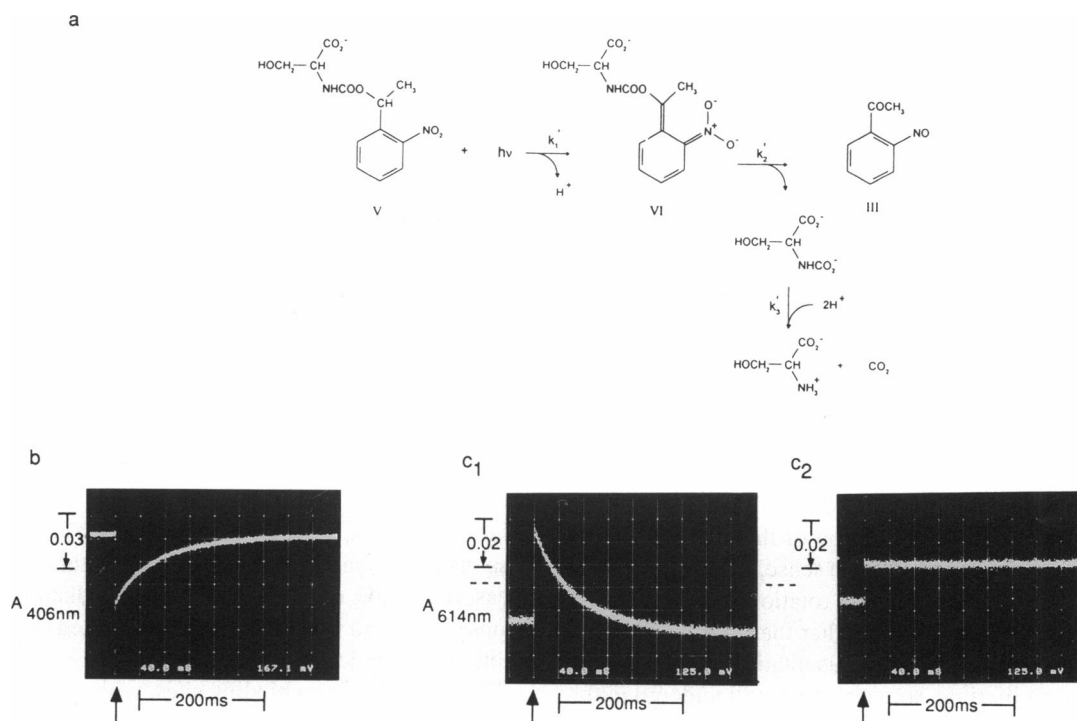 a
CO₂⁻
HOCH₂—CH
NHCOO
CH₃
CH
NO₂
V
+
hν
k₁'
H⁺
CO₂⁻
HOCH₂—CH
NHCOO
CH₃
O⁻
N⁺
O⁻
VI
k₂'
COCH₃
NO
III
CO₂⁻
HOCH₂—CH
NHCO₂⁻
k₃'
2H⁺
CO₂⁻
HOCH₂—CH
NH₃⁺
+
CO₂
b
0.03
A 406nm
40.0 mS
167.1 mV
200ms
c₁
0.02
A 614nm
40.0 mS
125.0 mV
200ms
c₂
0.02
40.0 mS
125.0 mV
200ms